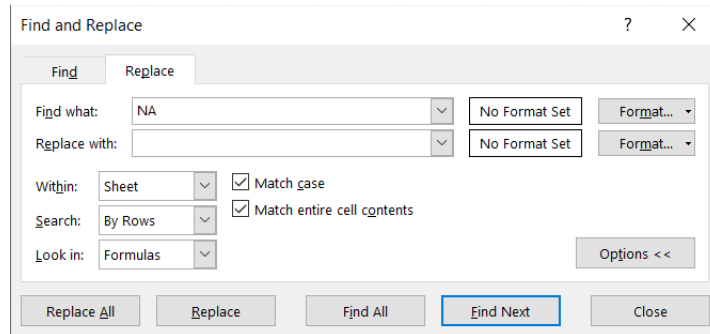 Find and Replace ? ×
Find Replace
Find what: NA No Format Set Format...
Replace with: No Format Set Format...
Within: Sheet Match case
Search: By Rows Match entire cell contents
Look in: Formulas Options <<
Replace All Replace Find All Find Next Close